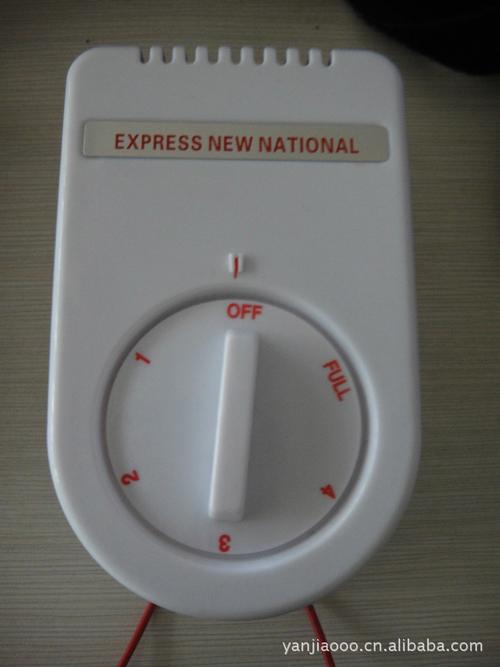 EXPRESS NEW NATIONAL
OFF
1
FULL
2
4
3
yanjiaooo.cn.alibaba.com